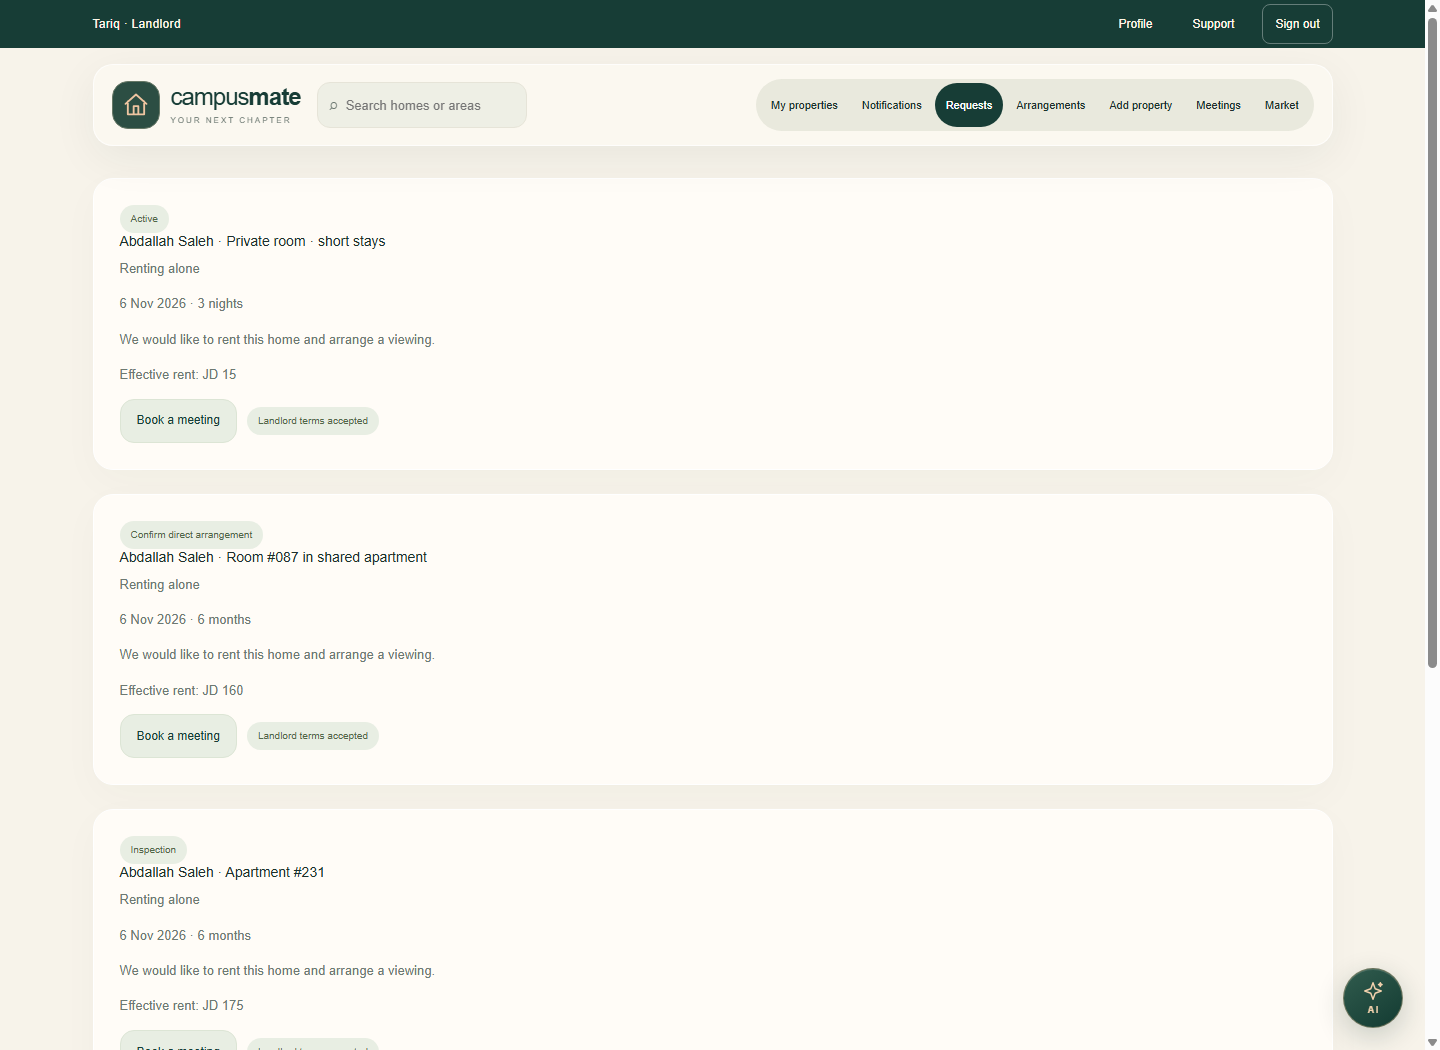 Tariq · Landlord
Profile
Support
Sign out
campusmate
YOUR NEXT CHAPTER
Search homes or areas
My properties
Notifications
Requests
Arrangements
Add property
Meetings
Market
Active
Abdallah Saleh · Private room · short stays
Renting alone
6 Nov 2026 · 3 nights
We would like to rent this home and arrange a viewing.
Effective rent: JD 15
Book a meeting
Landlord terms accepted
Confirm direct arrangement
Abdallah Saleh · Room #087 in shared apartment
Renting alone
6 Nov 2026 · 6 months
We would like to rent this home and arrange a viewing.
Effective rent: JD 160
Book a meeting
Landlord terms accepted
Inspection
Abdallah Saleh · Apartment #231
Renting alone
6 Nov 2026 · 6 months
We would like to rent this home and arrange a viewing.
Effective rent: JD 175
AI